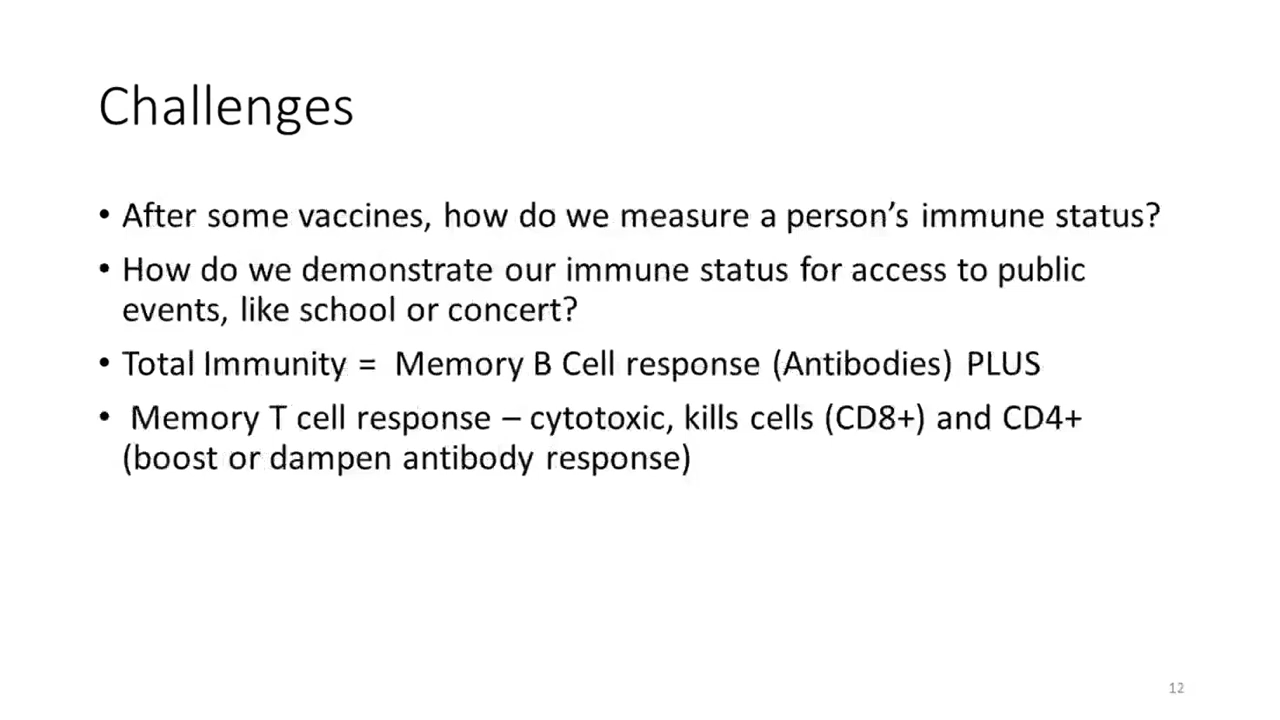 Challenges
• After some vaccines, how do we measure a person’s immune status?
• How do we demonstrate our immune status for access to public
events, like school or concert?
• Total Immunity =  Memory B Cell response (Antibodies) PLUS
•  Memory T cell response – cytotoxic, kills cells (CD8+) and CD4+
(boost or dampen antibody response)
12